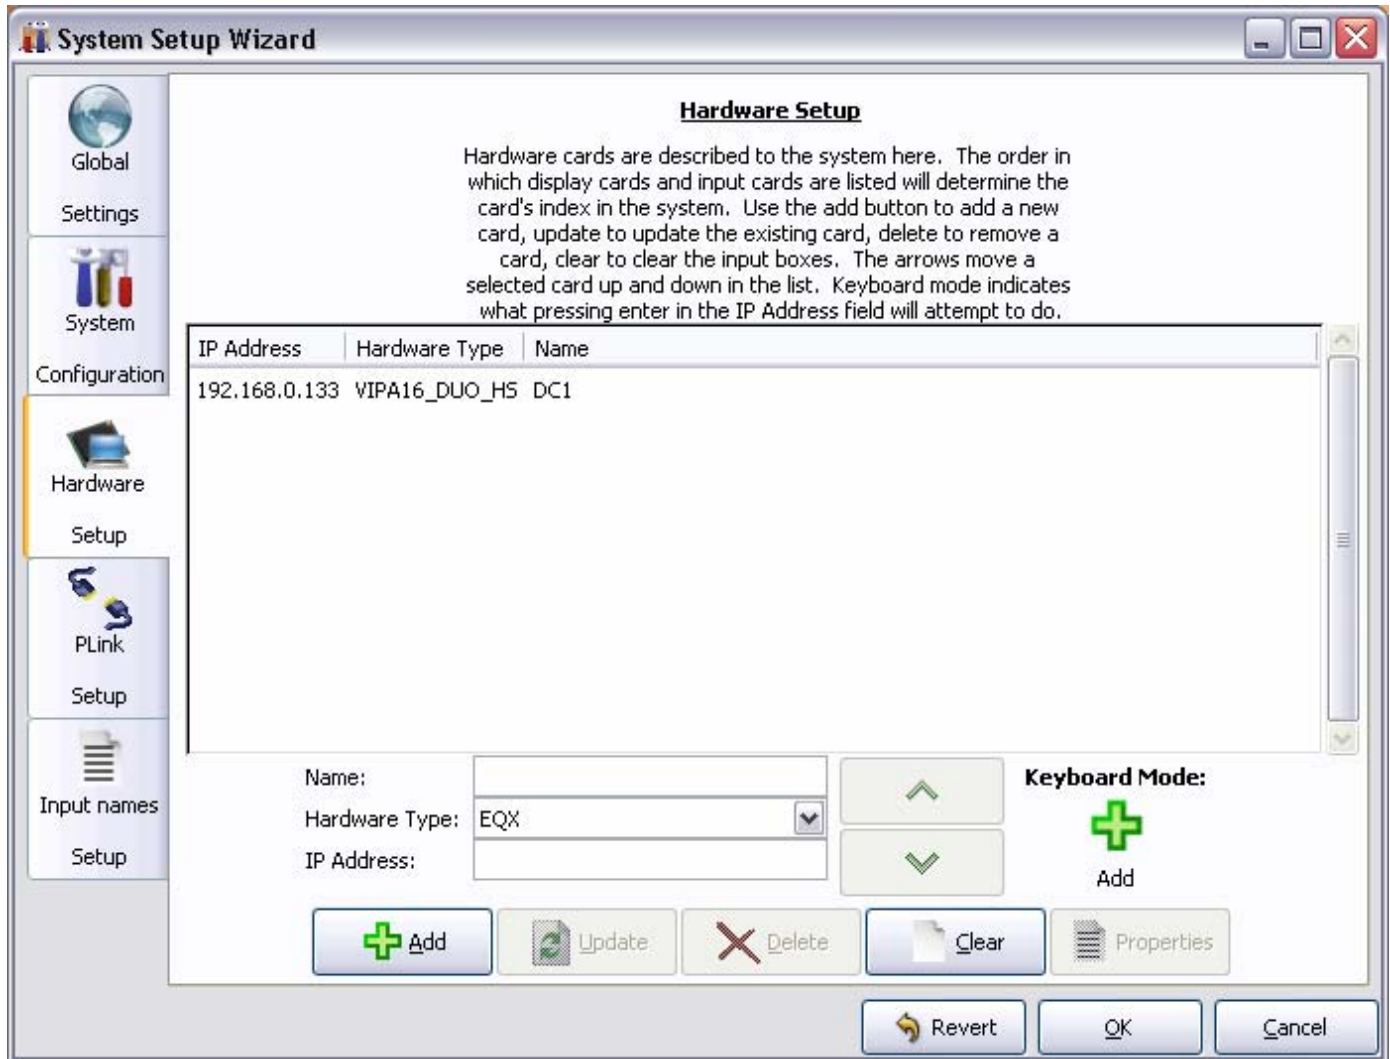 System Setup Wizard
Global
Settings
System
Configuration
Hardware
Setup
PLink
Setup
Input names
Setup
Hardware Setup
Hardware cards are described to the system here. The order in
which display cards and input cards are listed will determine the
card's index in the system. Use the add button to add a new
card, update to update the existing card, delete to remove a
card, clear to clear the input boxes. The arrows move a
selected card up and down in the list. Keyboard mode indicates
what pressing enter in the IP Address field will attempt to do.
IP Address Hardware Type Name
192.168.0.133 VIPA16_DUO_HS DC1
Name:
Hardware Type: EQX
IP Address:
Keyboard Mode:
Add
Add Update Delete Clear Properties
Revert OK Cancel